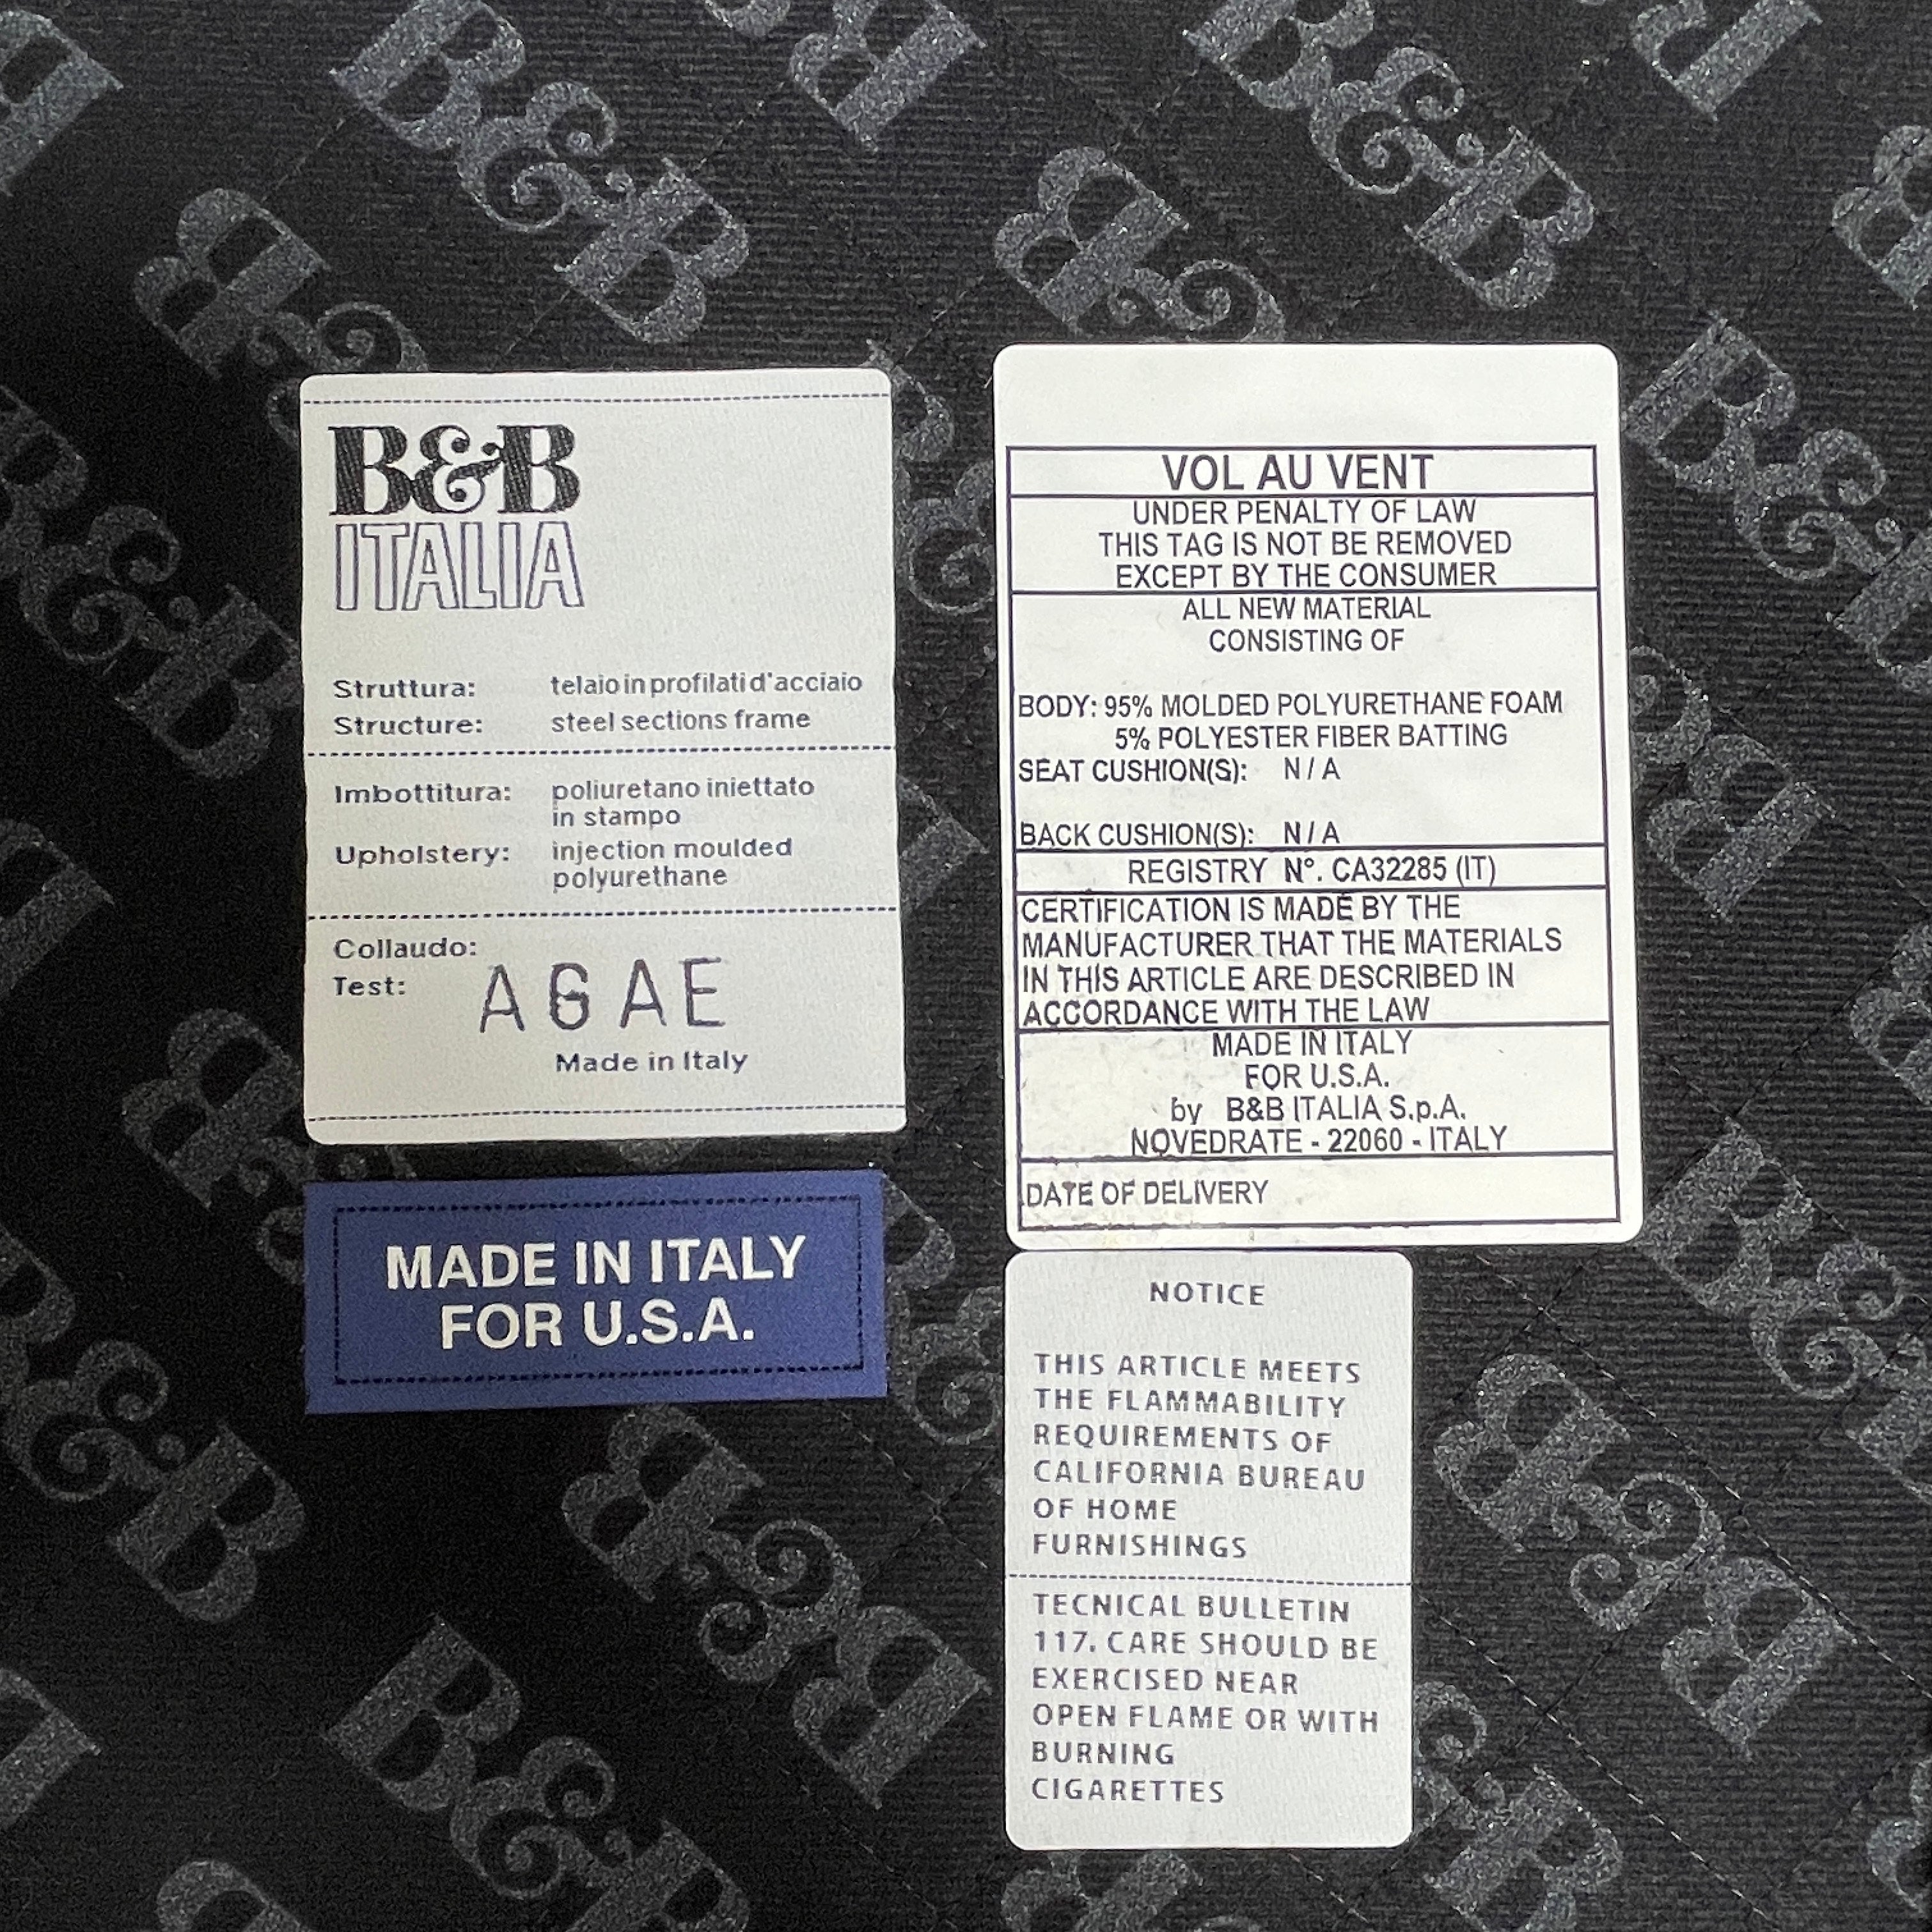 B&B
ITALIA
Struttura: telaio in profilati d'acciaio
Structure: steel sections frame
Imbottitura: poliuretano iniettato
in stampo
Upholstery: injection moulded
polyurethane
Collaudo:
Test: A G A E
Made in Italy
MADE IN ITALY
FOR U.S.A.
VOL AU VENT
UNDER PENALTY OF LAW
THIS TAG IS NOT BE REMOVED
EXCEPT BY THE CONSUMER
ALL NEW MATERIAL
CONSISTING OF
BODY: 95% MOLDED POLYURETHANE FOAM
5% POLYESTER FIBER BATTING
SEAT CUSHION(S): N / A
BACK CUSHION(S): N / A
REGISTRY N°. CA32285 (IT)
CERTIFICATION IS MADE BY THE
MANUFACTURER THAT THE MATERIALS
IN THIS ARTICLE ARE DESCRIBED IN
ACCORDANCE WITH THE LAW
MADE IN ITALY
FOR U.S.A.
by B&B ITALIA S.p.A.
NOVEDRATE - 22060 - ITALY
DATE OF DELIVERY
NOTICE
THIS ARTICLE MEETS
THE FLAMMABILITY
REQUIREMENTS OF
CALIFORNIA BUREAU
OF HOME
FURNISHINGS
TECNICAL BULLETIN
117. CARE SHOULD BE
EXERCISED NEAR
OPEN FLAME OR WITH
BURNING
CIGARETTES